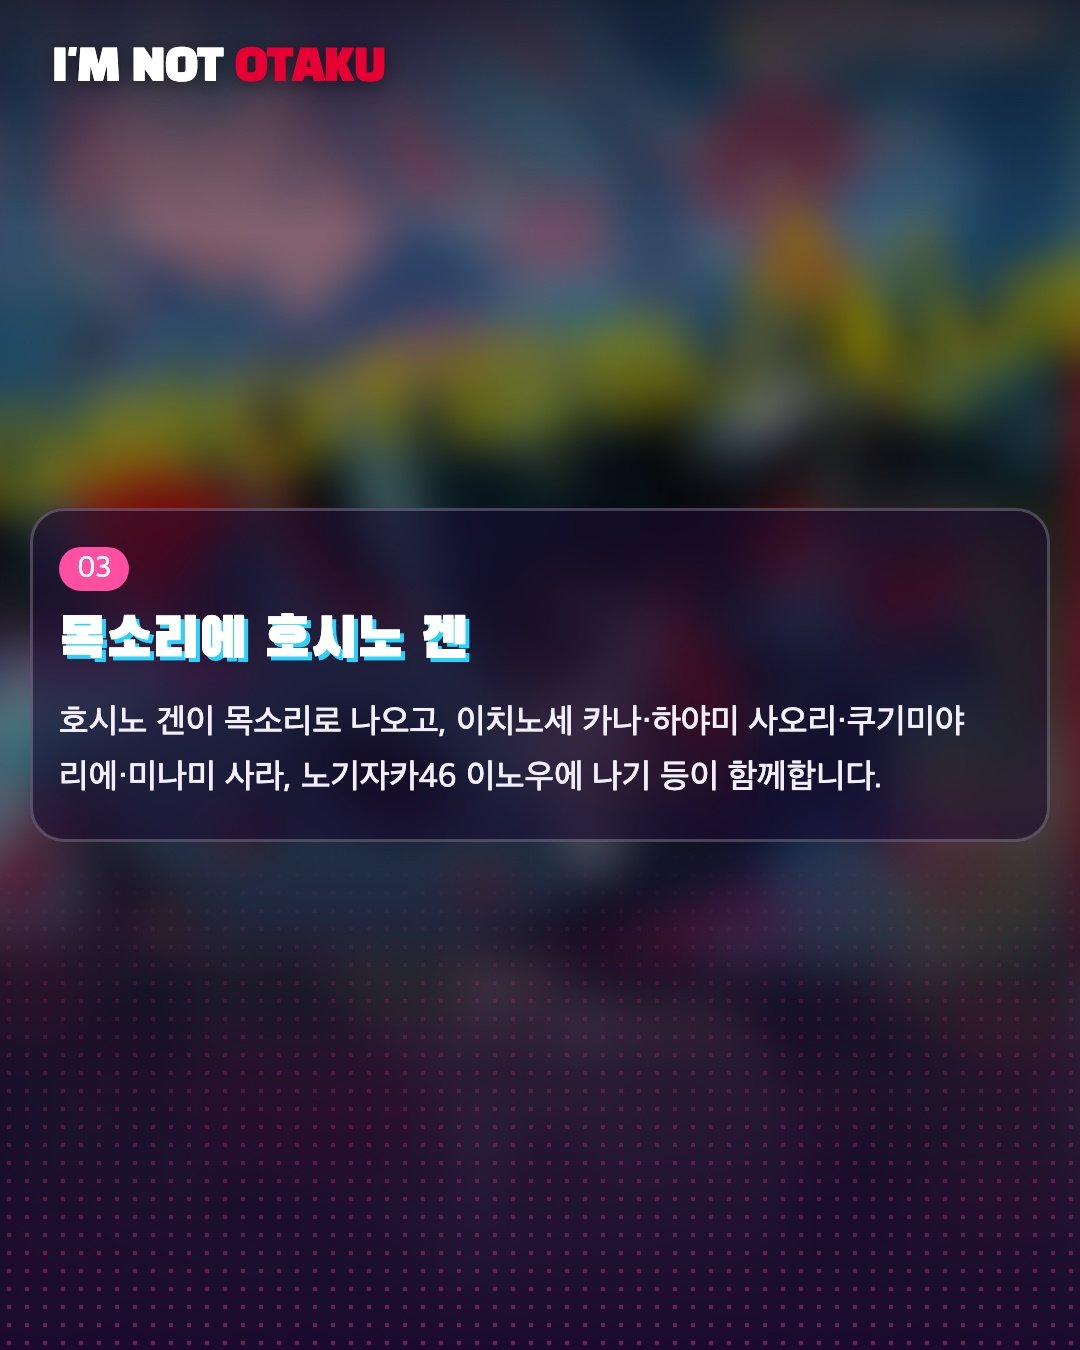 I'M NOT OTAKU
03
목소리에 호시노 겐
호시노 겐이 목소리로 나오고, 이치노세 카나·하야미 사오리·쿠기미야
리에·미나미 사라, 노기자카46 이노우에 나기 등이 함께합니다.